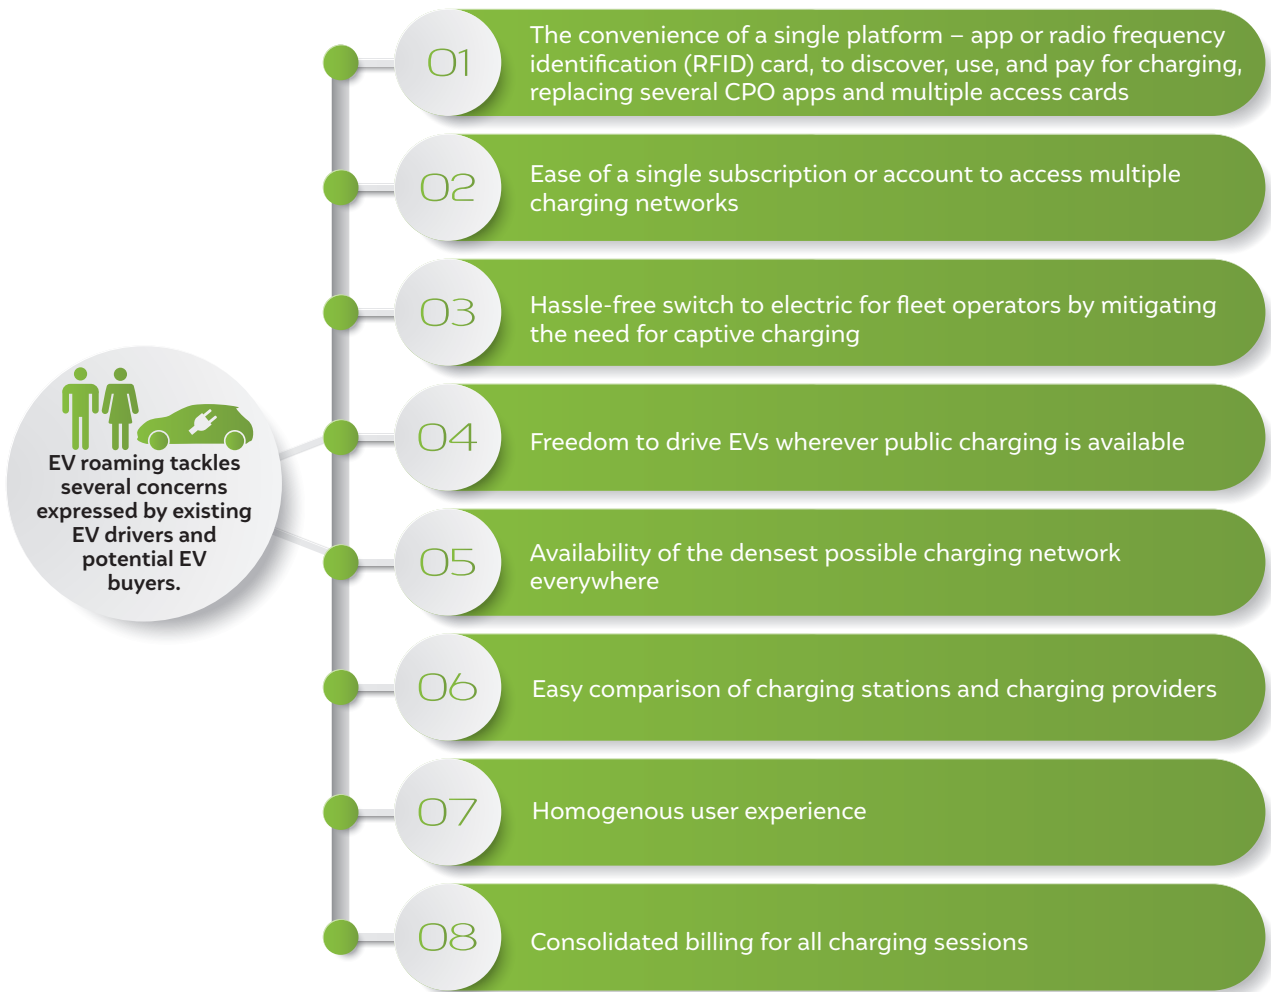 01
The convenience of a single platform – app or radio frequency
identification (RFID) card, to discover, use, and pay for charging,
replacing several CPO apps and multiple access cards
02
Ease of a single subscription or account to access multiple
charging networks
03
Hassle-free switch to electric for fleet operators by mitigating
the need for captive charging
EV roaming tackles
several concerns
expressed by existing
EV drivers and
potential EV
buyers.
04
Freedom to drive EVs wherever public charging is available
05
Availability of the densest possible charging network
everywhere
06
Easy comparison of charging stations and charging providers
07
Homogenous user experience
08
Consolidated billing for all charging sessions